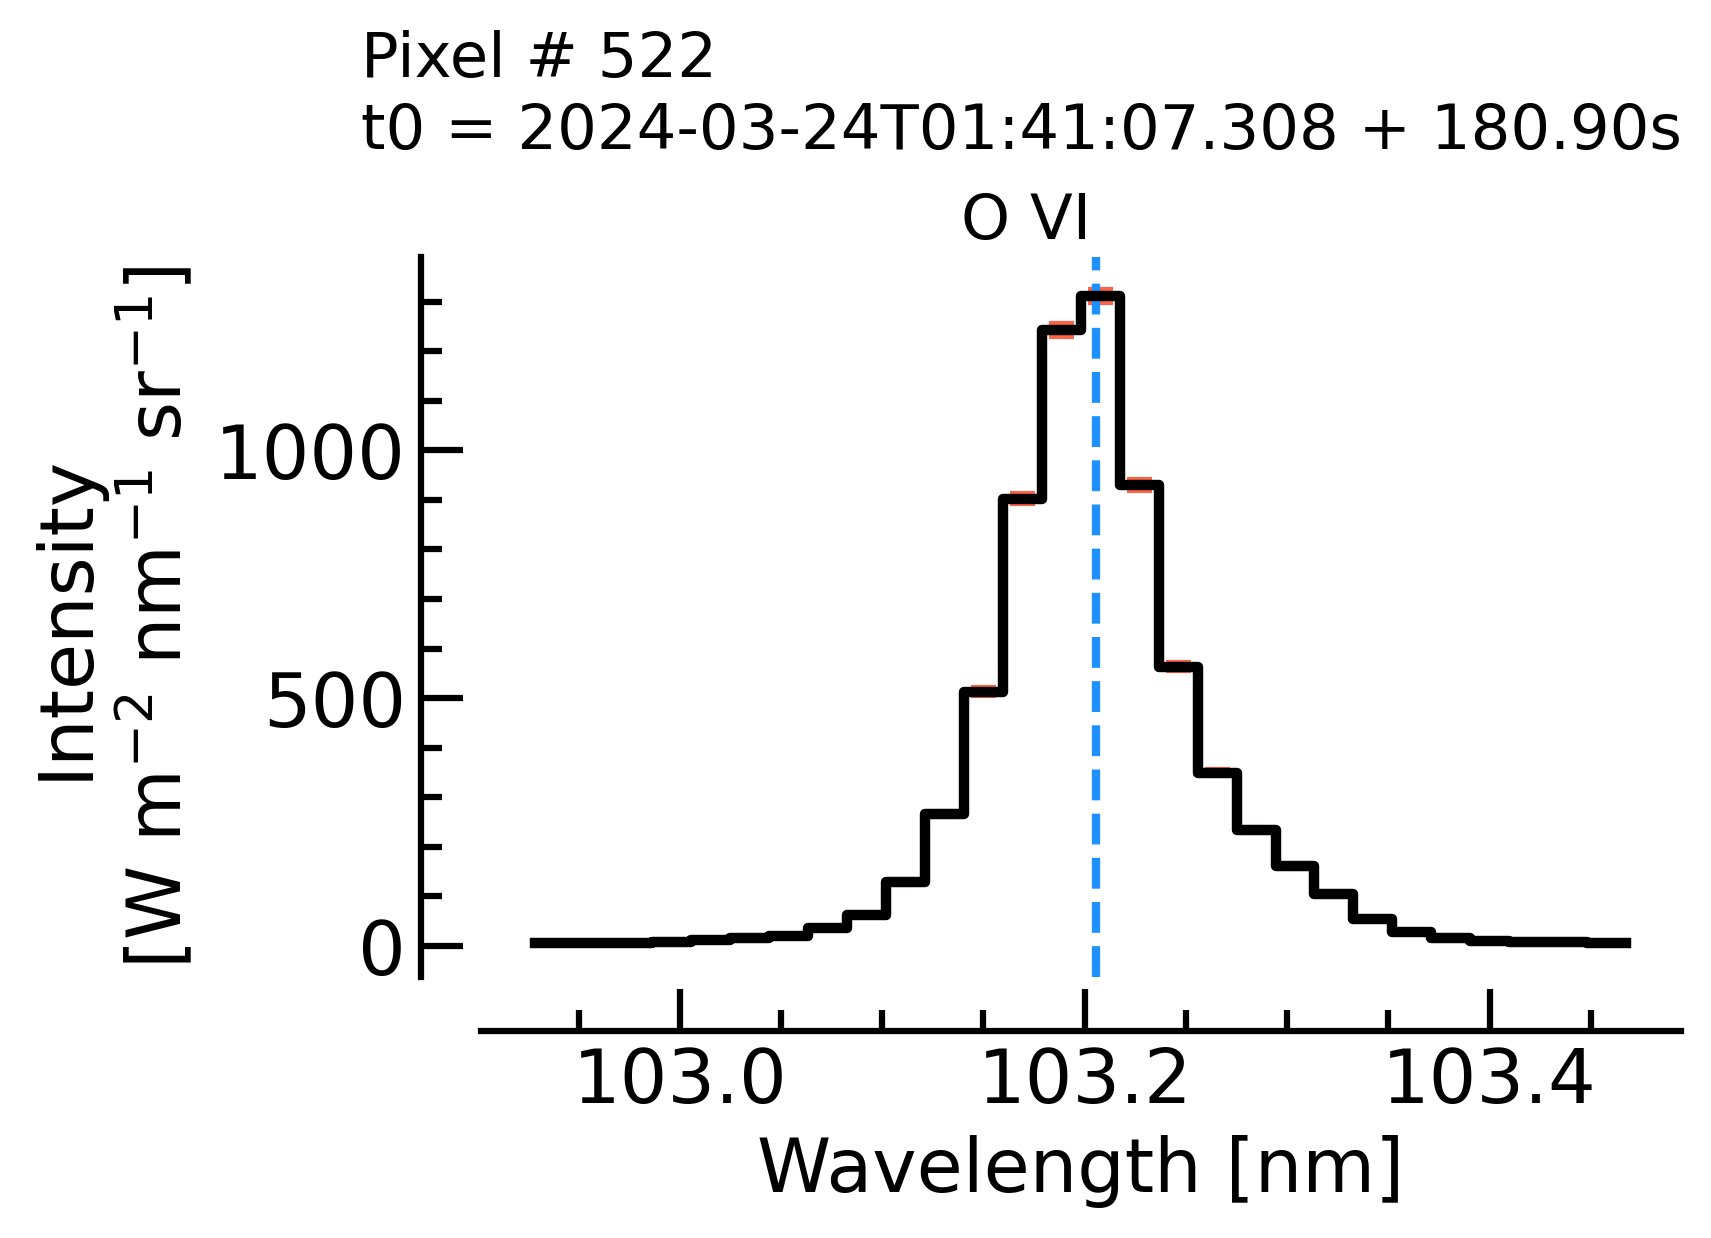 Pixel # 522
t0 = 2024-03-24T01:41:07.308 + 180.90s
O VI
Intensity
[W m⁻² nm⁻¹ sr⁻¹]
1000
500
0
103.0 103.2 103.4
Wavelength [nm]